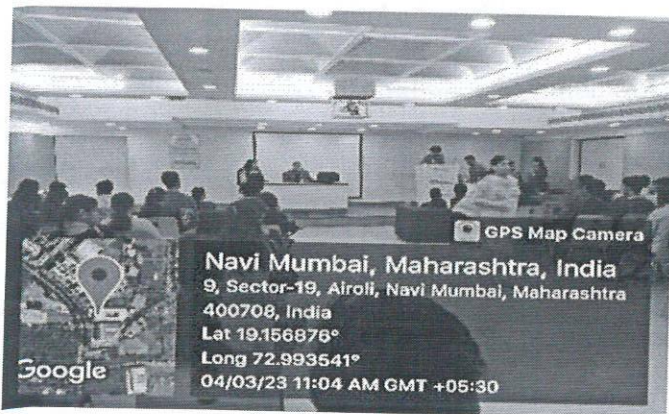 GPS Map Camera
Navi Mumbai, Maharashtra, India
9, Sector-19, Airoli, Navi Mumbai, Maharashtra
400708, India
Lat 19.156876°
Long 72.993541°
04/03/23 11:04 AM GMT +05:30
Google